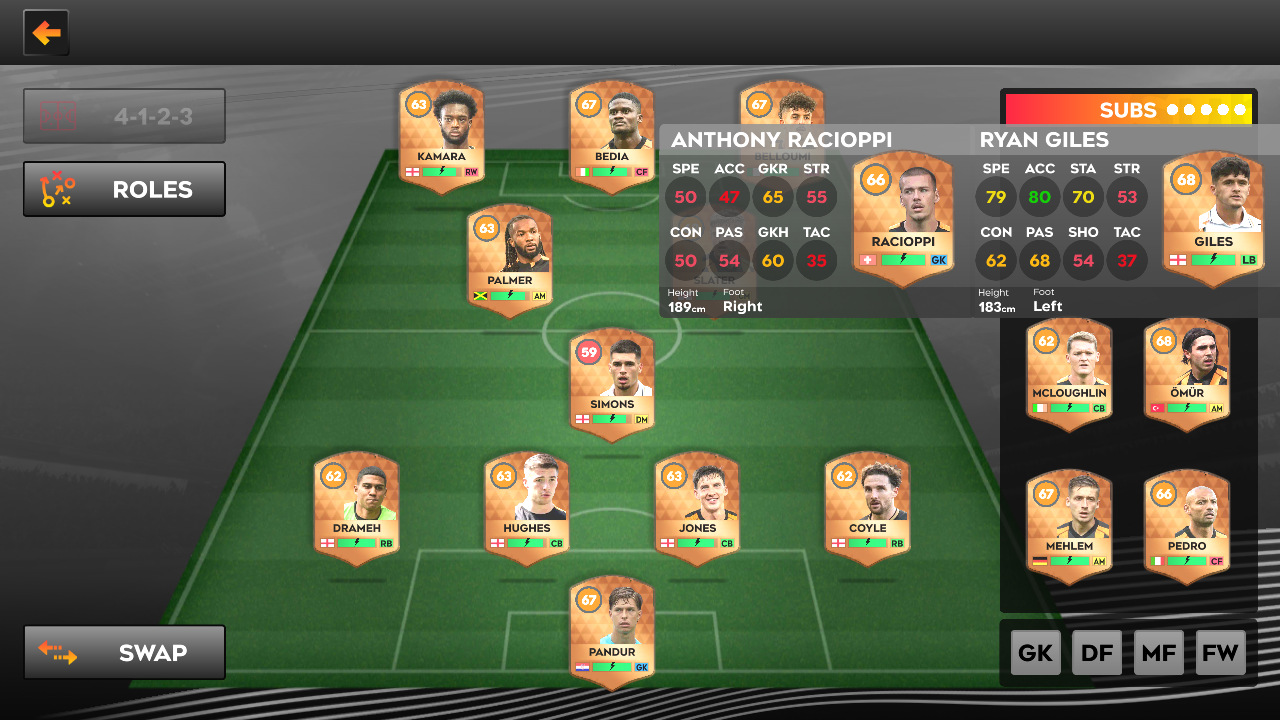 4-1-2-3
ROLES
SWAP
63
KAMARA
RW
67
BEDIA
CF
67
BELLOUMI
63
PALMER
AM
SLATER
59
SIMONS
DM
62
DRAMEH
RB
63
HUGHES
CB
63
JONES
CB
62
COYLE
RB
67
PANDUR
GK
SUBS
ANTHONY RACIOPPI
SPE ACC GKR STR
50 47 65 55
CON PAS GKH TAC
50 54 60 35
Height Foot
189cm Right
66
RACIOPPI
GK
RYAN GILES
SPE ACC STA STR
79 80 70 53
CON PAS SHO TAC
62 68 54 37
Height Foot
183cm Left
68
GILES
LB
62
MCLOUGHLIN
CB
68
ÖMÜR
AM
67
MEHLEM
AM
66
PEDRO
CF
GK DF MF FW